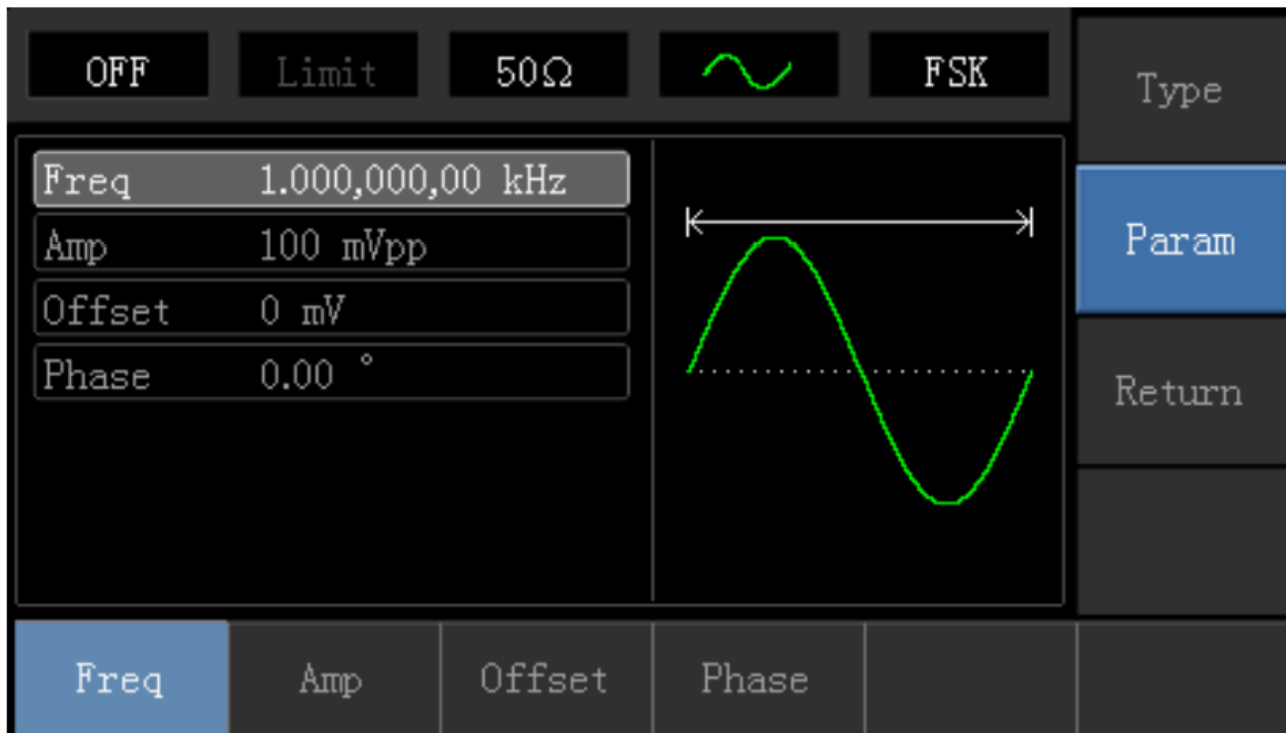 OFF Limit 50Ω FSK
Type
Freq 1.000,000,00 kHz
Amp 100 mVpp
Offset 0 mV
Phase 0.00 °
Param
Return
Freq Amp Offset Phase